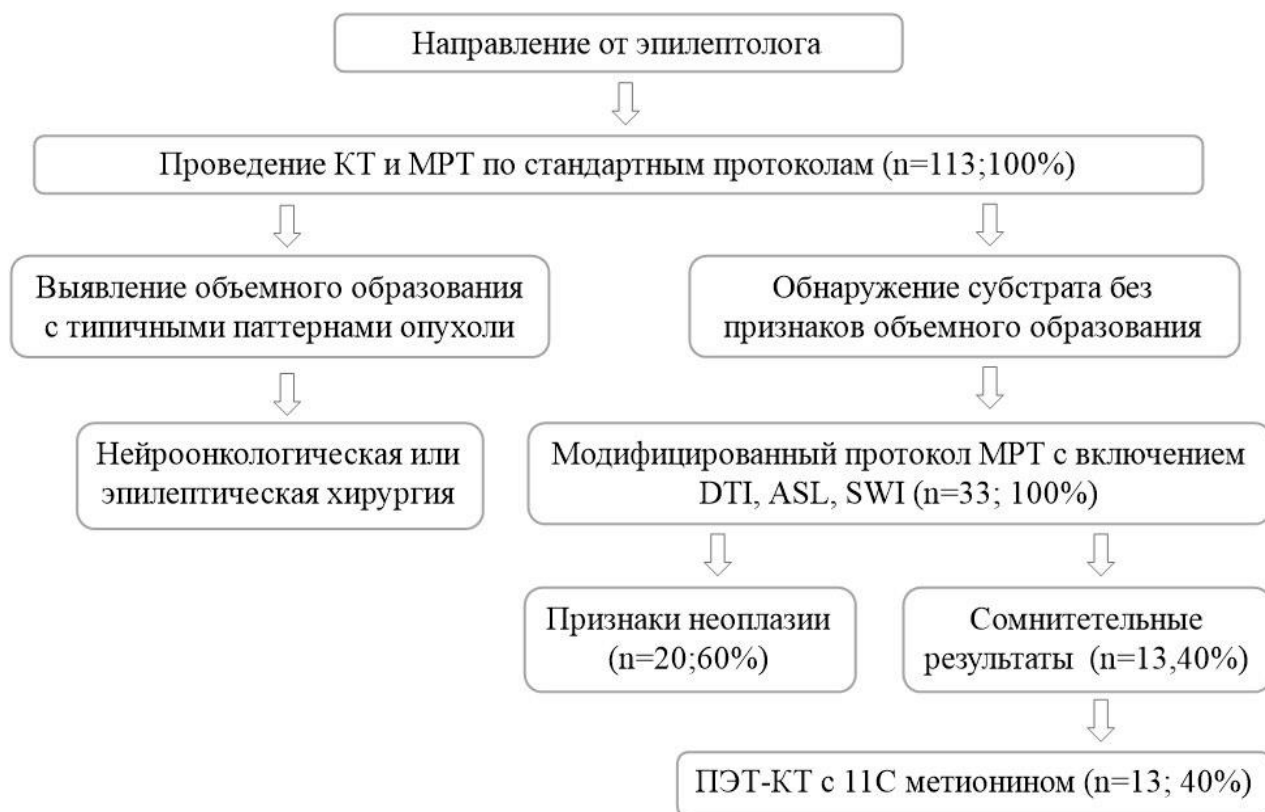 Направление от эпилептолога
Проведение КТ и МРТ по стандартным протоколам (n=113;100%)
Выявление объемного образования
с типичными паттернами опухоли
Обнаружение субстрата без
признаков объемного образования
Нейроонкологическая или
эпилептическая хирургия
Модифицированный протокол МРТ с включением
DTI, ASL, SWI (n=33; 100%)
Признаки неоплазии
(n=20;60%)
Сомнитетельные
результаты (n=13,40%)
ПЭТ-КТ с 11С метионином (n=13; 40%)